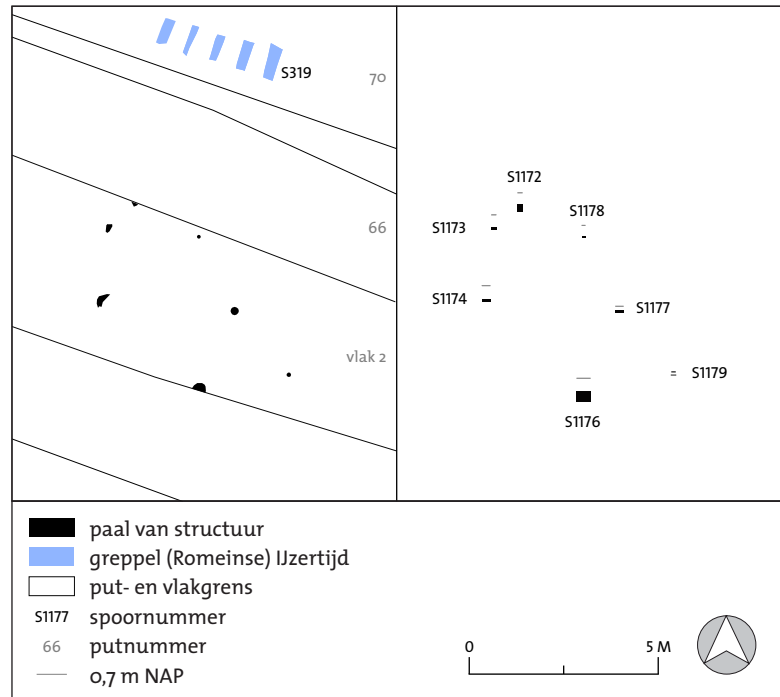 S319
70
66
vlak 2
S1172
S1178
S1173
S1174
S1177
S1179
S1176
paal van structuur
greppel (Romeinse) IJzertijd
put- en vlakgrens
S1177 spoornummer
66 putnummer
0,7 m NAP
0 5 M